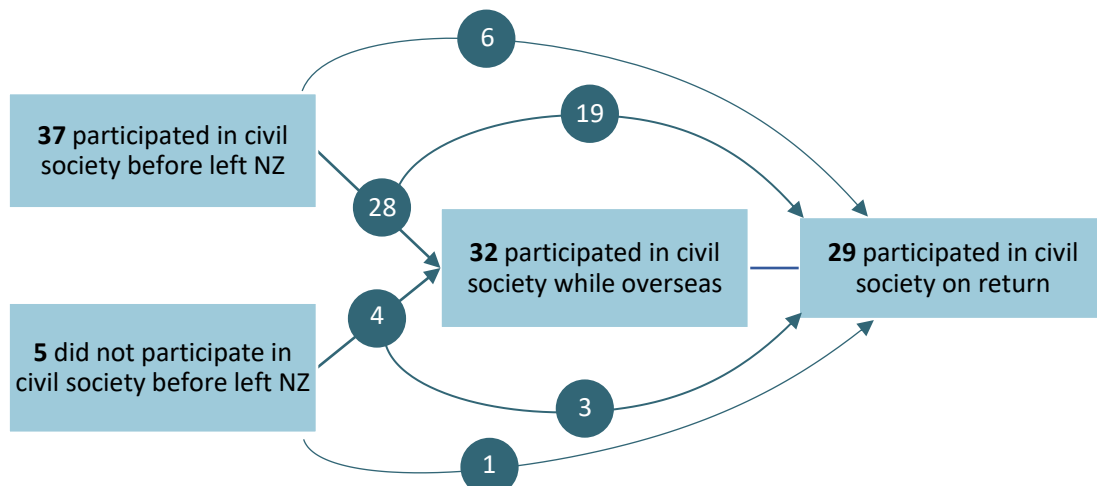 6
19
37 participated in civil
society before left NZ
28
32 participated in civil
society while overseas
29 participated in civil
society on return
4
5 did not participate in
civil society before left NZ
3
1